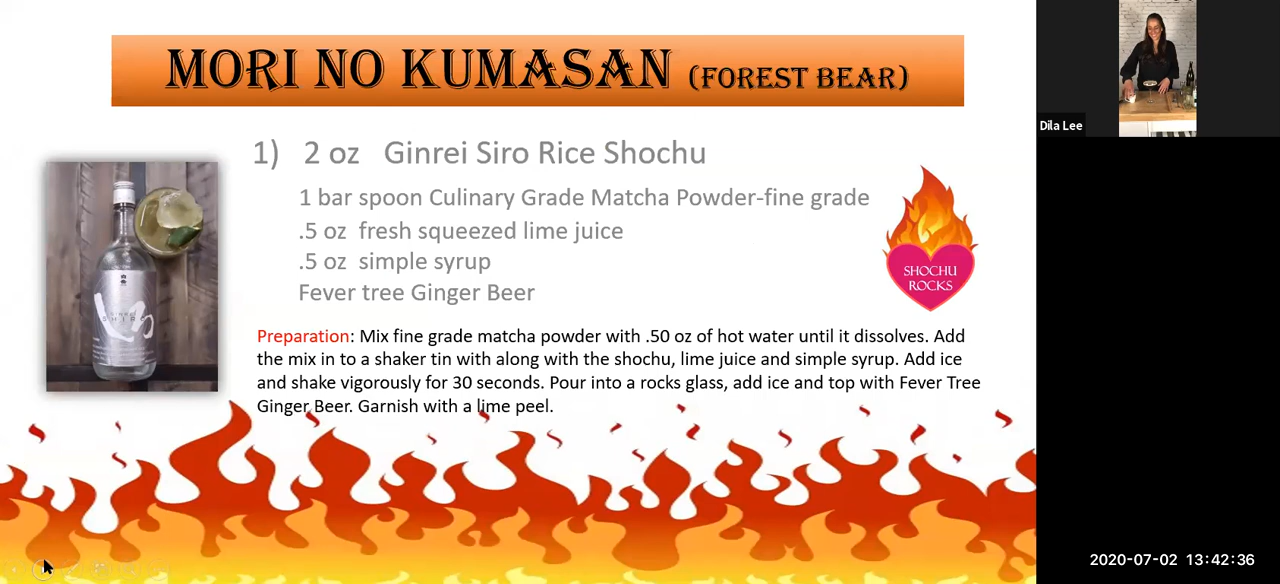 MORI NO KUMASAN (FOREST BEAR)
1) 2 oz Ginrei Siro Rice Shochu
1 bar spoon Culinary Grade Matcha Powder-fine grade
.5 oz fresh squeezed lime juice
.5 oz simple syrup
Fever tree Ginger Beer
SHOCHU
ROCKS
Preparation: Mix fine grade matcha powder with .50 oz of hot water until it dissolves. Add
the mix in to a shaker tin with along with the shochu, lime juice and simple syrup. Add ice
and shake vigorously for 30 seconds. Pour into a rocks glass, add ice and top with Fever Tree
Ginger Beer. Garnish with a lime peel.
Dila Lee
2020-07-02 13:42:36